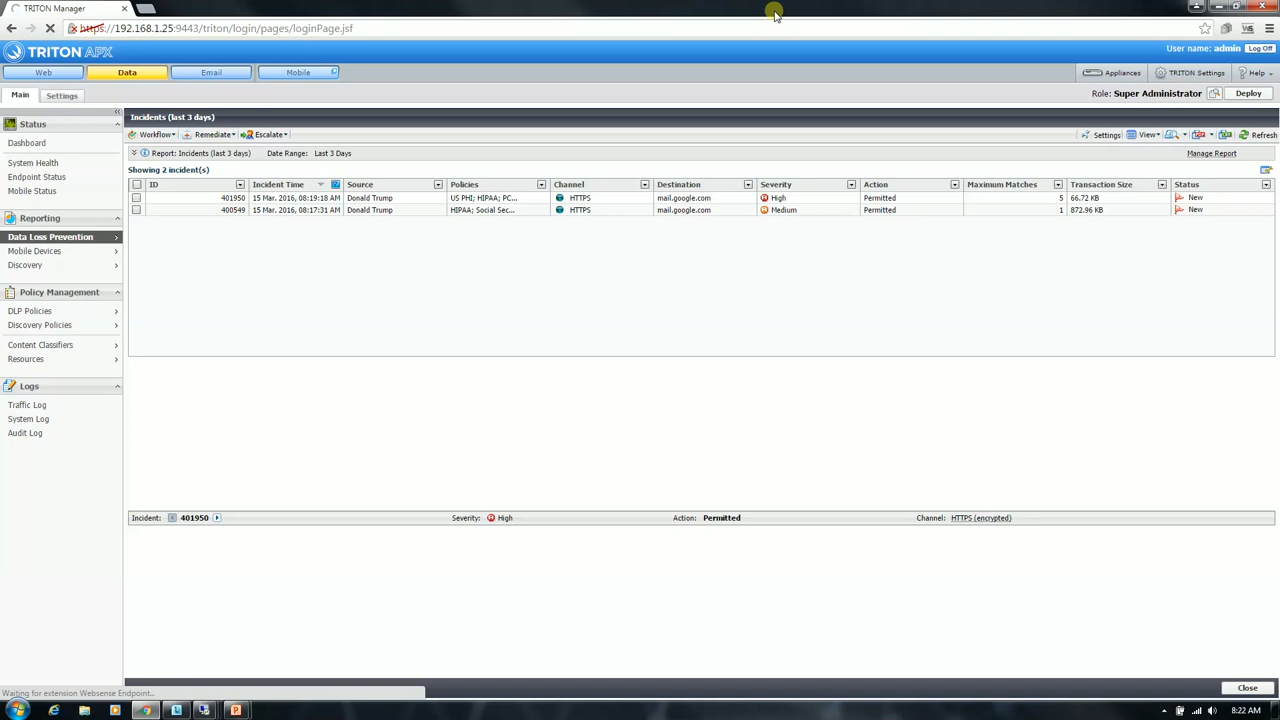 TRITON Manager
https://192.168.1.25:9443/triton/login/pages/loginPage.jsf
TRITON APX
User name: admin Log Off
Web Data Email Mobile Appliances TRITON Settings Help
Main Settings Role: Super Administrator Deploy
Status
Dashboard
System Health
Endpoint Status
Mobile Status
Reporting
Data Loss Prevention
Mobile Devices
Discovery
Policy Management
DLP Policies
Discovery Policies
Content Classifiers
Resources
Logs
Traffic Log
System Log
Audit Log
Incidents (last 3 days)
Workflow Remediate Escalate Settings View Refresh
Report: Incidents (last 3 days) Date Range: Last 3 Days Manage Report
Showing 2 incident(s)
ID Incident Time Source Policies Channel Destination Severity Action Maximum Matches Transaction Size Status
401950 15 Mar. 2016, 08:19:18 AM Donald Trump US PHI; HIPAA; PC... HTTPS mail.google.com High Permitted 5 66.72 KB New
400549 15 Mar. 2016, 08:17:31 AM Donald Trump HIPAA; Social Sec... HTTPS mail.google.com Medium Permitted 1 872.96 KB New
Incident: 401950 Severity: High Action: Permitted Channel: HTTPS (encrypted)
Close
Waiting for extension Websense Endpoint...
8:22 AM